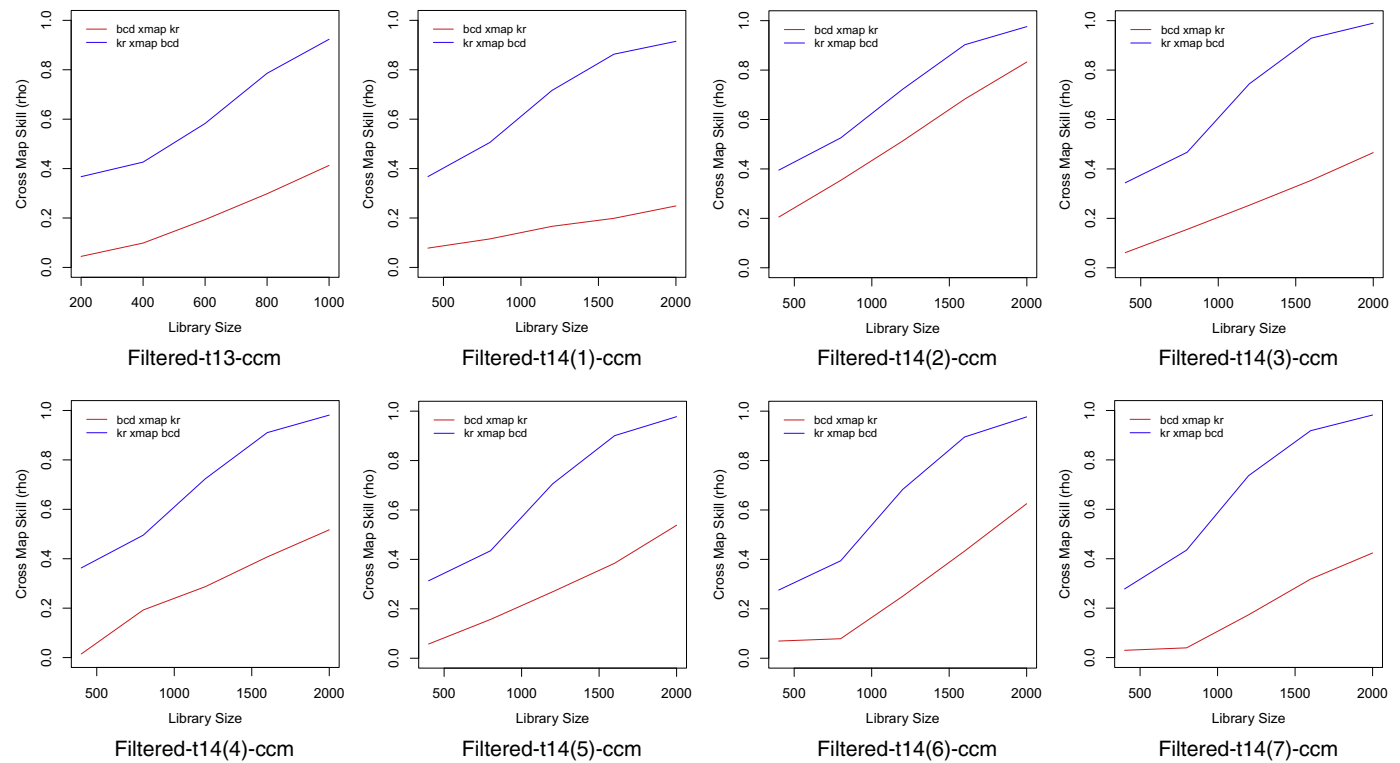 bcd xmap kr
kr xmap bcd
Cross Map Skill (rho)
0.0 0.2 0.4 0.6 0.8 1.0
200 400 600 800 1000
Library Size
Filtered-t13-ccm
bcd xmap kr
kr xmap bcd
Cross Map Skill (rho)
0.0 0.2 0.4 0.6 0.8 1.0
500 1000 1500 2000
Library Size
Filtered-t14(1)-ccm
bcd xmap kr
kr xmap bcd
Cross Map Skill (rho)
0.0 0.2 0.4 0.6 0.8 1.0
500 1000 1500 2000
Library Size
Filtered-t14(2)-ccm
bcd xmap kr
kr xmap bcd
Cross Map Skill (rho)
0.0 0.2 0.4 0.6 0.8 1.0
500 1000 1500 2000
Library Size
Filtered-t14(3)-ccm
bcd xmap kr
kr xmap bcd
Cross Map Skill (rho)
0.0 0.2 0.4 0.6 0.8 1.0
500 1000 1500 2000
Library Size
Filtered-t14(4)-ccm
bcd xmap kr
kr xmap bcd
Cross Map Skill (rho)
0.0 0.2 0.4 0.6 0.8 1.0
500 1000 1500 2000
Library Size
Filtered-t14(5)-ccm
bcd xmap kr
kr xmap bcd
Cross Map Skill (rho)
0.0 0.2 0.4 0.6 0.8 1.0
500 1000 1500 2000
Library Size
Filtered-t14(6)-ccm
bcd xmap kr
kr xmap bcd
Cross Map Skill (rho)
0.0 0.2 0.4 0.6 0.8 1.0
500 1000 1500 2000
Library Size
Filtered-t14(7)-ccm